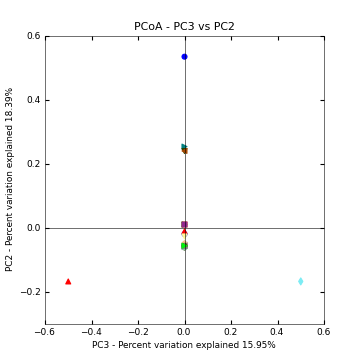 PCoA - PC3 vs PC2
0.6
0.4
0.2
0.0
−0.2
PC2 - Percent variation explained 18.39%
−0.6 −0.4 −0.2 0.0 0.2 0.4 0.6
PC3 - Percent variation explained 15.95%